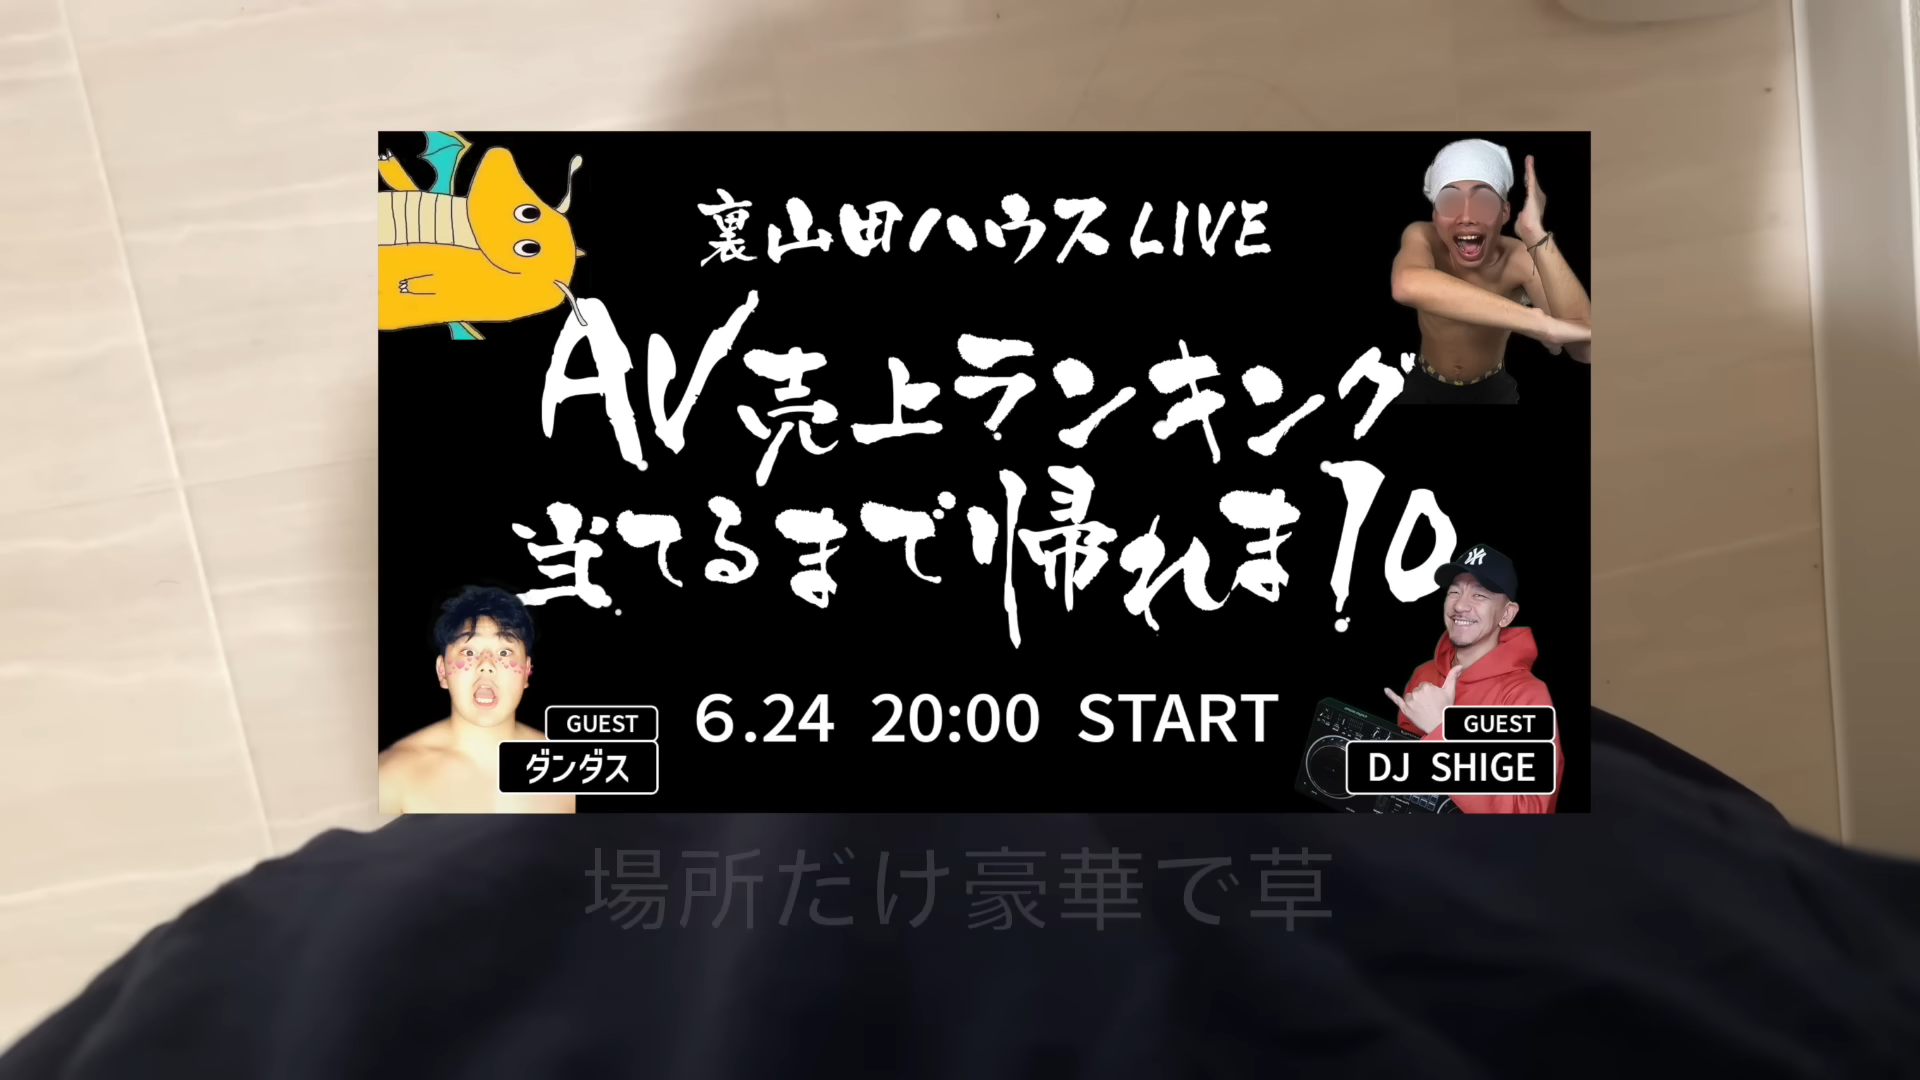 裏山田ハウスLIVE
AV売上ランキング
当てるまで帰れま10
6.24 20:00 START
GUEST
ダンダス
GUEST
DJ SHIGE
場所だけ豪華で草